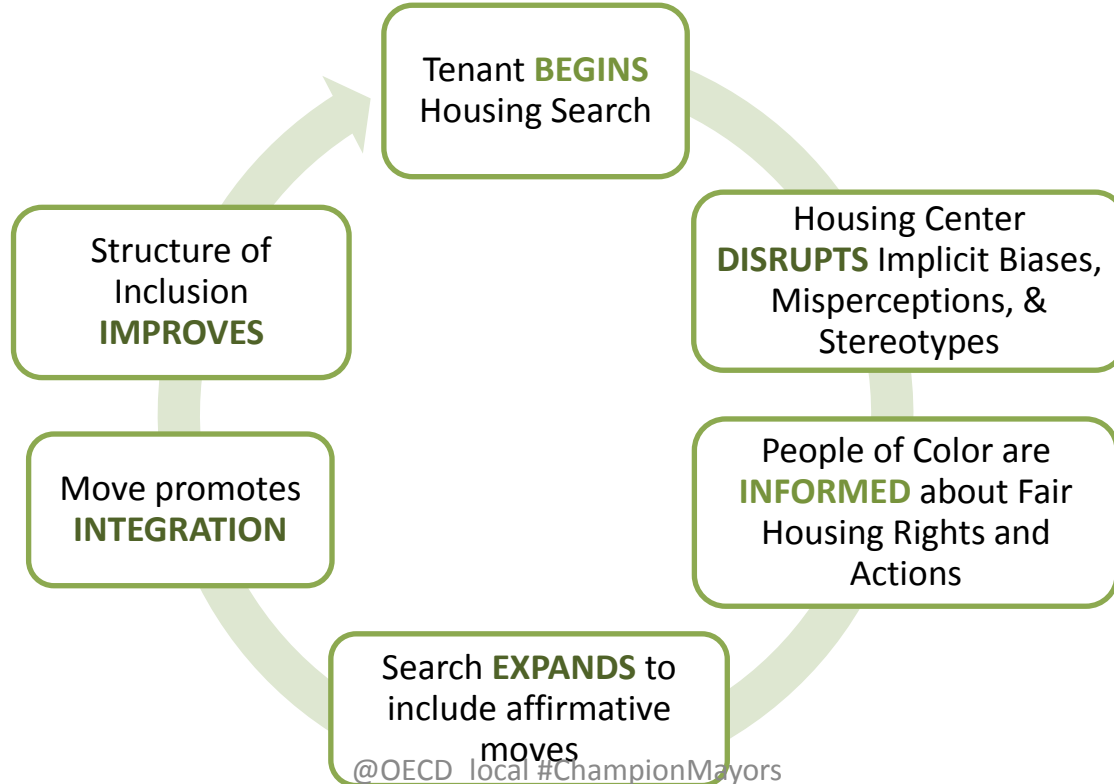 Tenant BEGINS
Housing Search
Housing Center
DISRUPTS Implicit Biases,
Misperceptions, &
Stereotypes
People of Color are
INFORMED about Fair
Housing Rights and
Actions
Search EXPANDS to
include affirmative
moves
Move promotes
INTEGRATION
Structure of
Inclusion
IMPROVES
@OECD_local #ChampionMayors